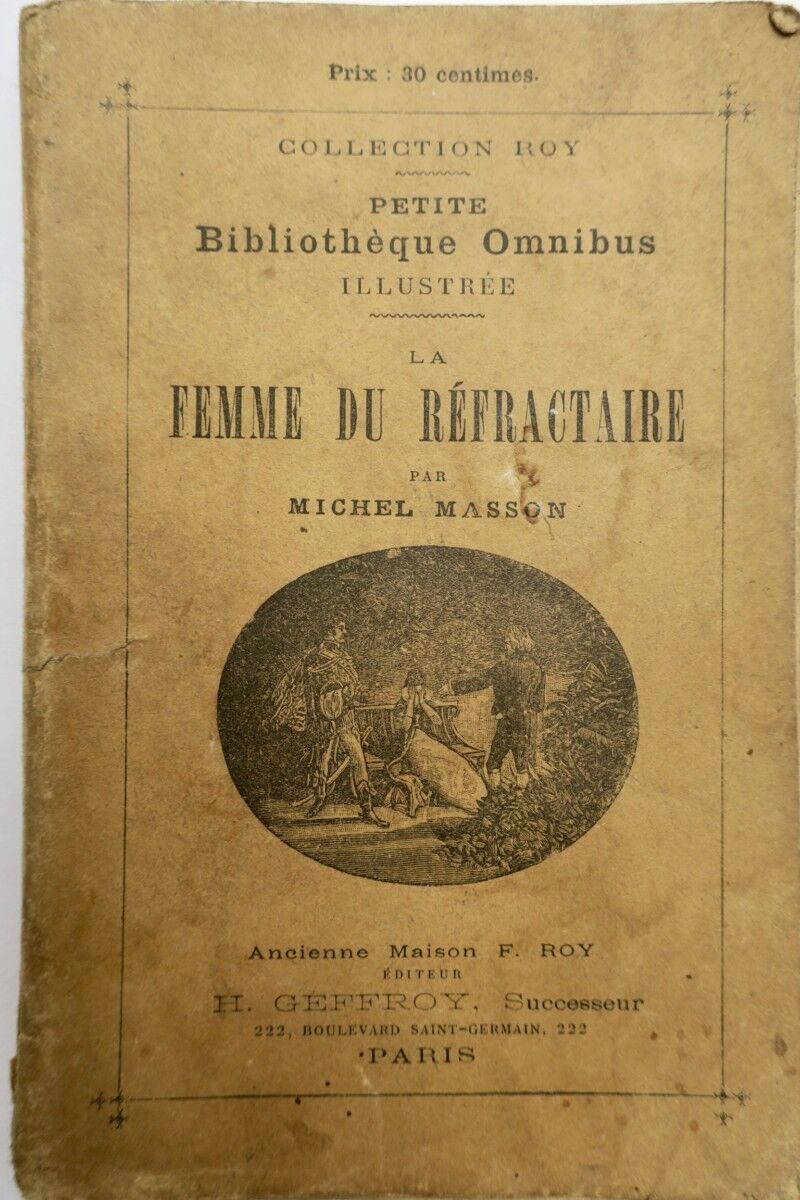 Prix : 30 centimes.
COLLECTION ROY
PETITE
Bibliothèque Omnibus
ILLUSTRÉE
LA
FEMME DU RÉFRACTAIRE
PAR
MICHEL MASSON
Ancienne Maison F. ROY
ÉDITEUR
H. GEFFROY, Successeur
222, BOULEVARD SAINT-GERMAIN, 222
PARIS